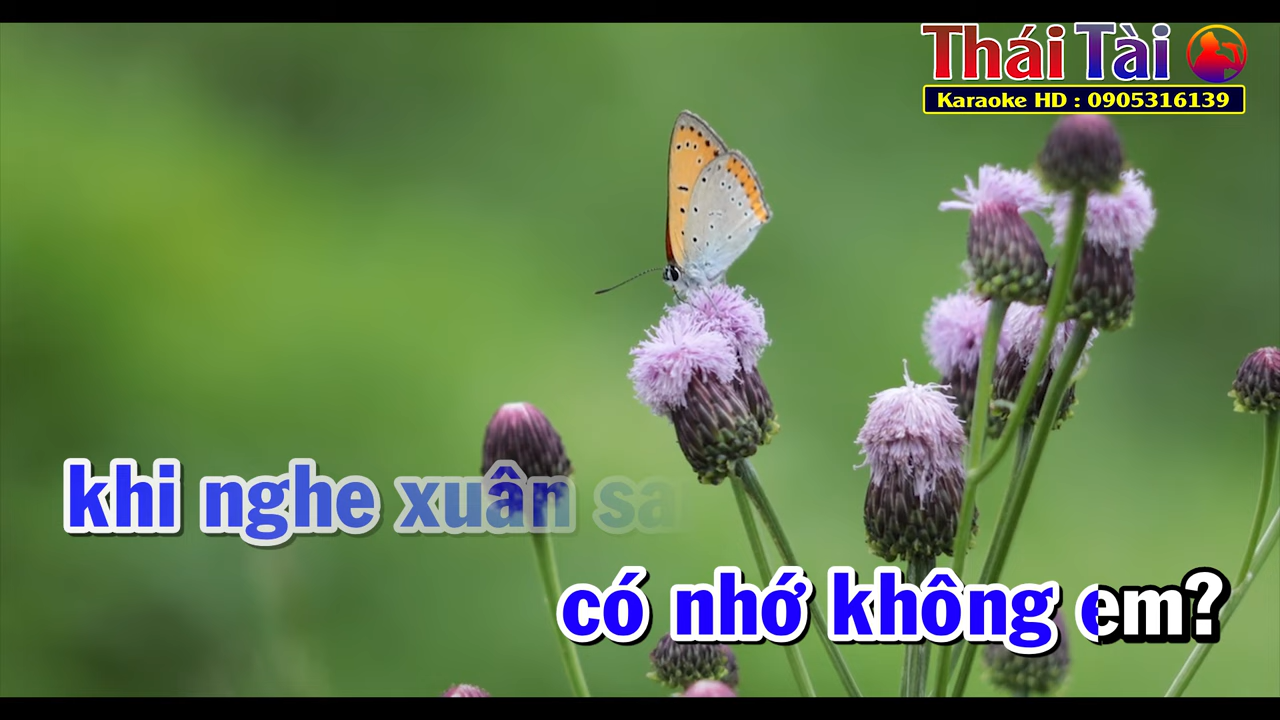 Thái Tài
Karaoke HD : 0905316139
khi nghe xuân
có nhớ không em?